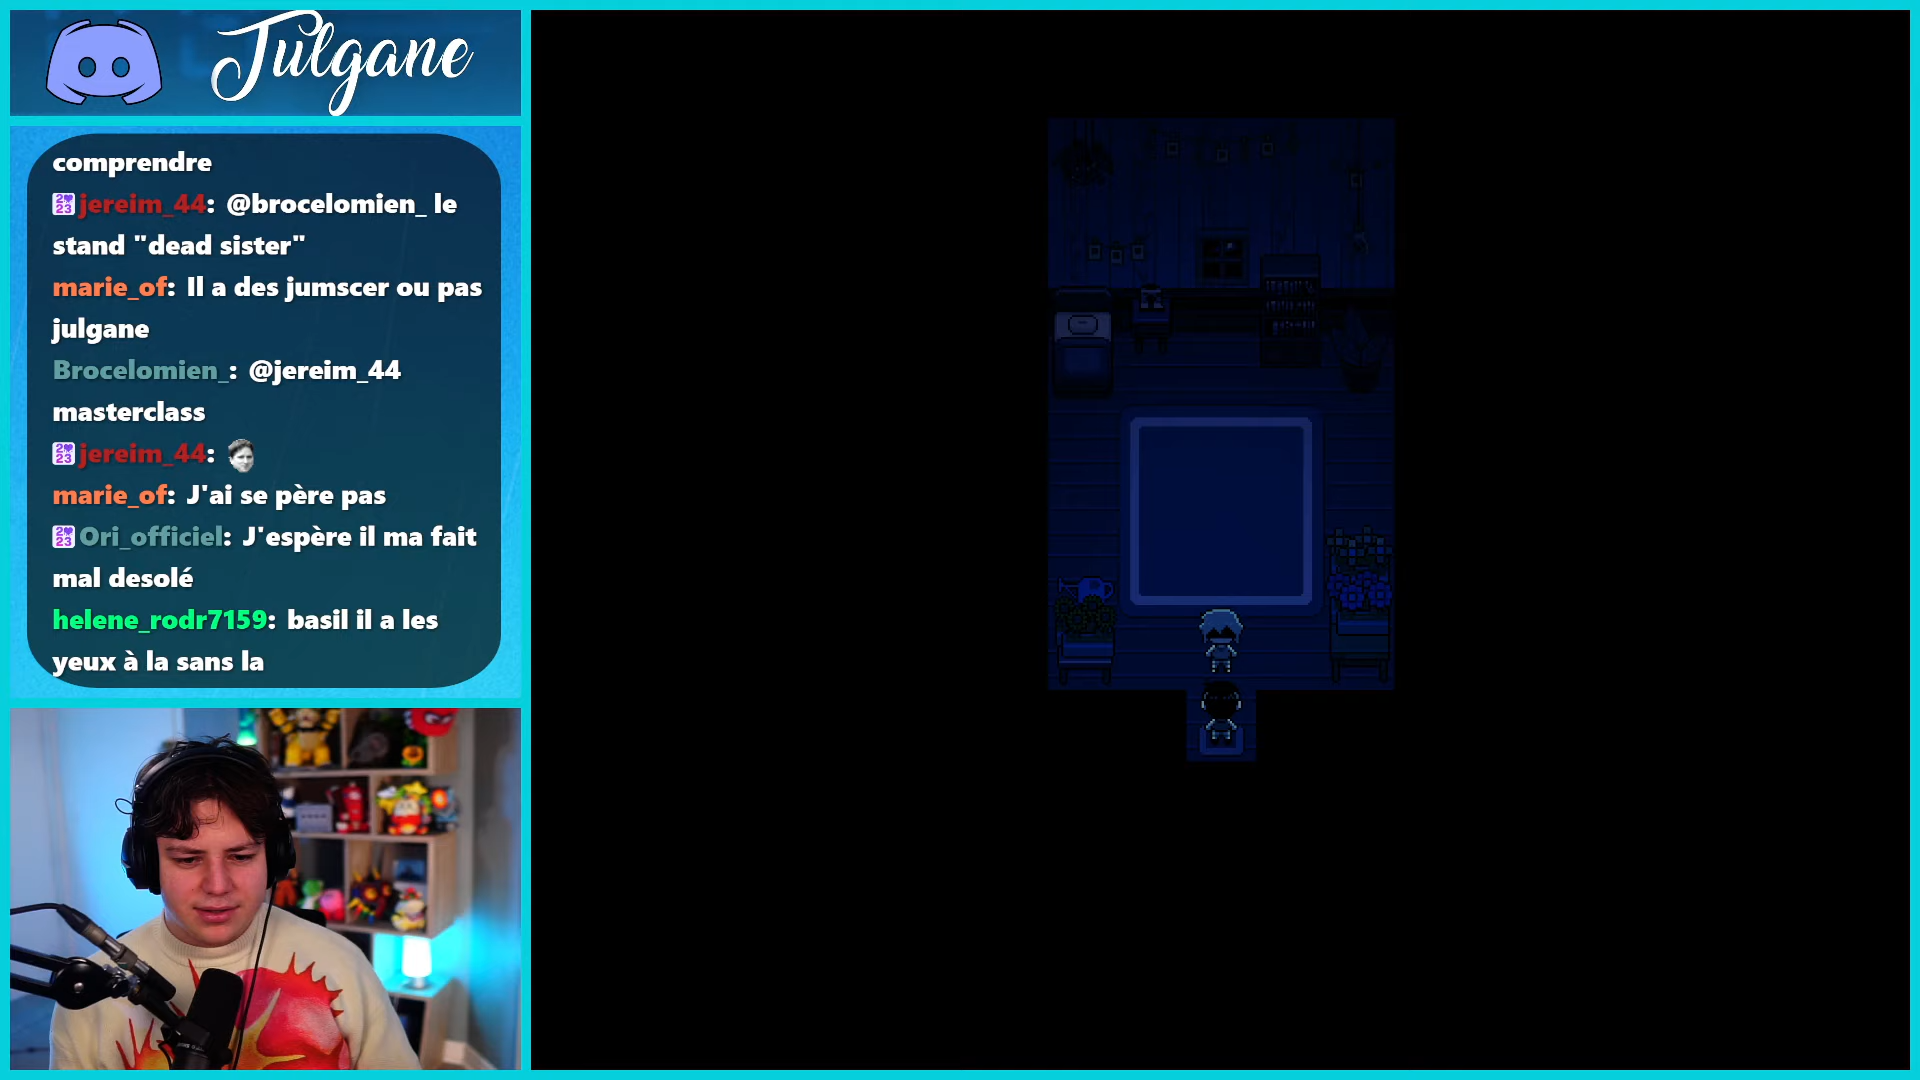 Julgane
comprendre
jereim_44: @brocelomien_ le
stand "dead sister"
marie_of: Il a des jumscer ou pas
julgane
Brocelomien_: @jereim_44
masterclass
jereim_44:
marie_of: J'ai se père pas
Ori_officiel: J'espère il ma fait
mal desolé
helene_rodr7159: basil il a les
yeux à la sans la